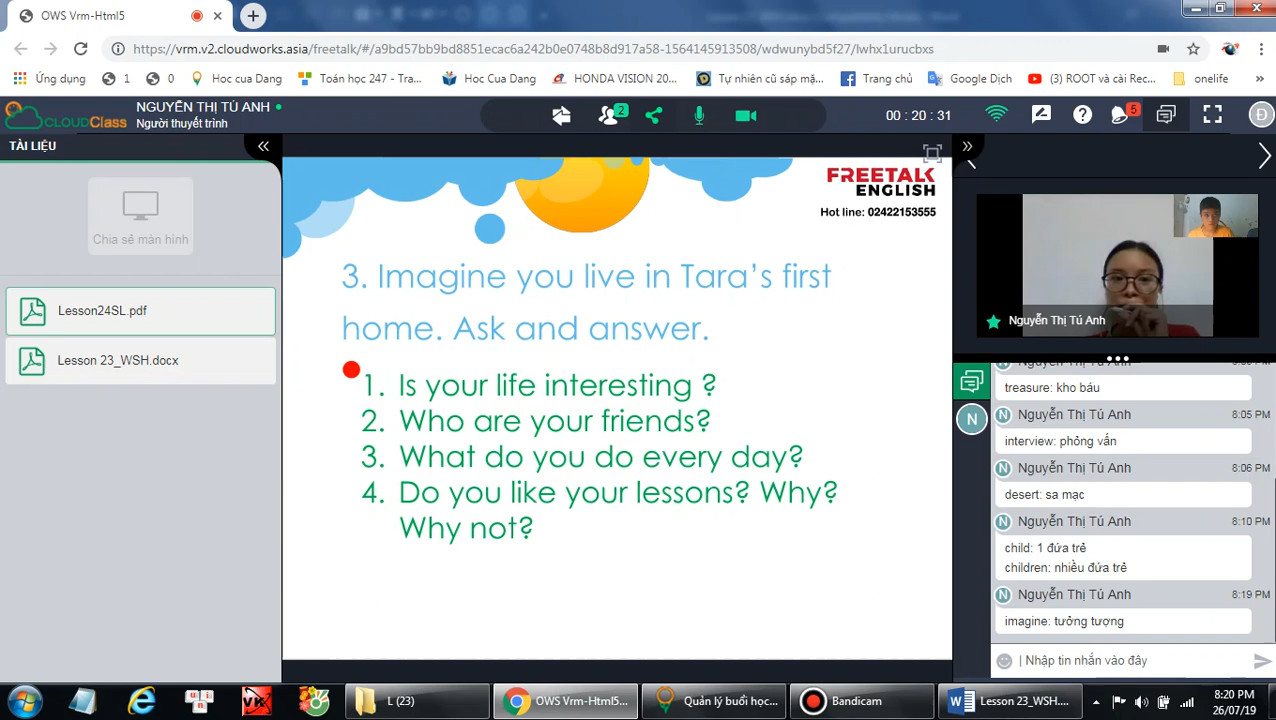 OWS Vrm-Html5
https://vrm.v2.cloudworks.asia/freetalk/#/a9bd57bb9bd8851ecac6a242b0e0748b8d917a58-1564145913508/wdwunybd5f27/lwhx1urucbxs
Ứng dụng 1 0 Hoc cua Dang Toán học 247 - Tra... Học Cua Dang HONDA VISION 20... Tự nhiên cũ sáp mặ... Trang chủ Google Dịch (3) ROOT và cài Rec... onelife »
CLOUDClass
NGUYỄN THỊ TÚ ANH
Người thuyết trình
2
00 : 20 : 31
5
Đ
TÀI LIỆU
Chia sẻ màn hình
Lesson24SL.pdf
Lesson 23_WSH.docx
FREETALK
ENGLISH
Hot line: 02422153555
3. Imagine you live in Tara's first
home. Ask and answer.
1. Is your life interesting ?
2. Who are your friends?
3. What do you do every day?
4. Do you like your lessons? Why?
Why not?
Nguyễn Thị Tú Anh
treasure: kho báu
N Nguyễn Thị Tú Anh 8:05 PM
interview: phỏng vấn
N Nguyễn Thị Tú Anh 8:06 PM
desert: sa mạc
N Nguyễn Thị Tú Anh 8:10 PM
child: 1 đứa trẻ
children: nhiều đứa trẻ
N Nguyễn Thị Tú Anh 8:19 PM
imagine: tưởng tượng
Nhập tin nhắn vào đây
L (23)
OWS Vrm-Html5...
Quản lý buổi học...
Bandicam
Lesson 23_WSH....
8:20 PM
26/07/19